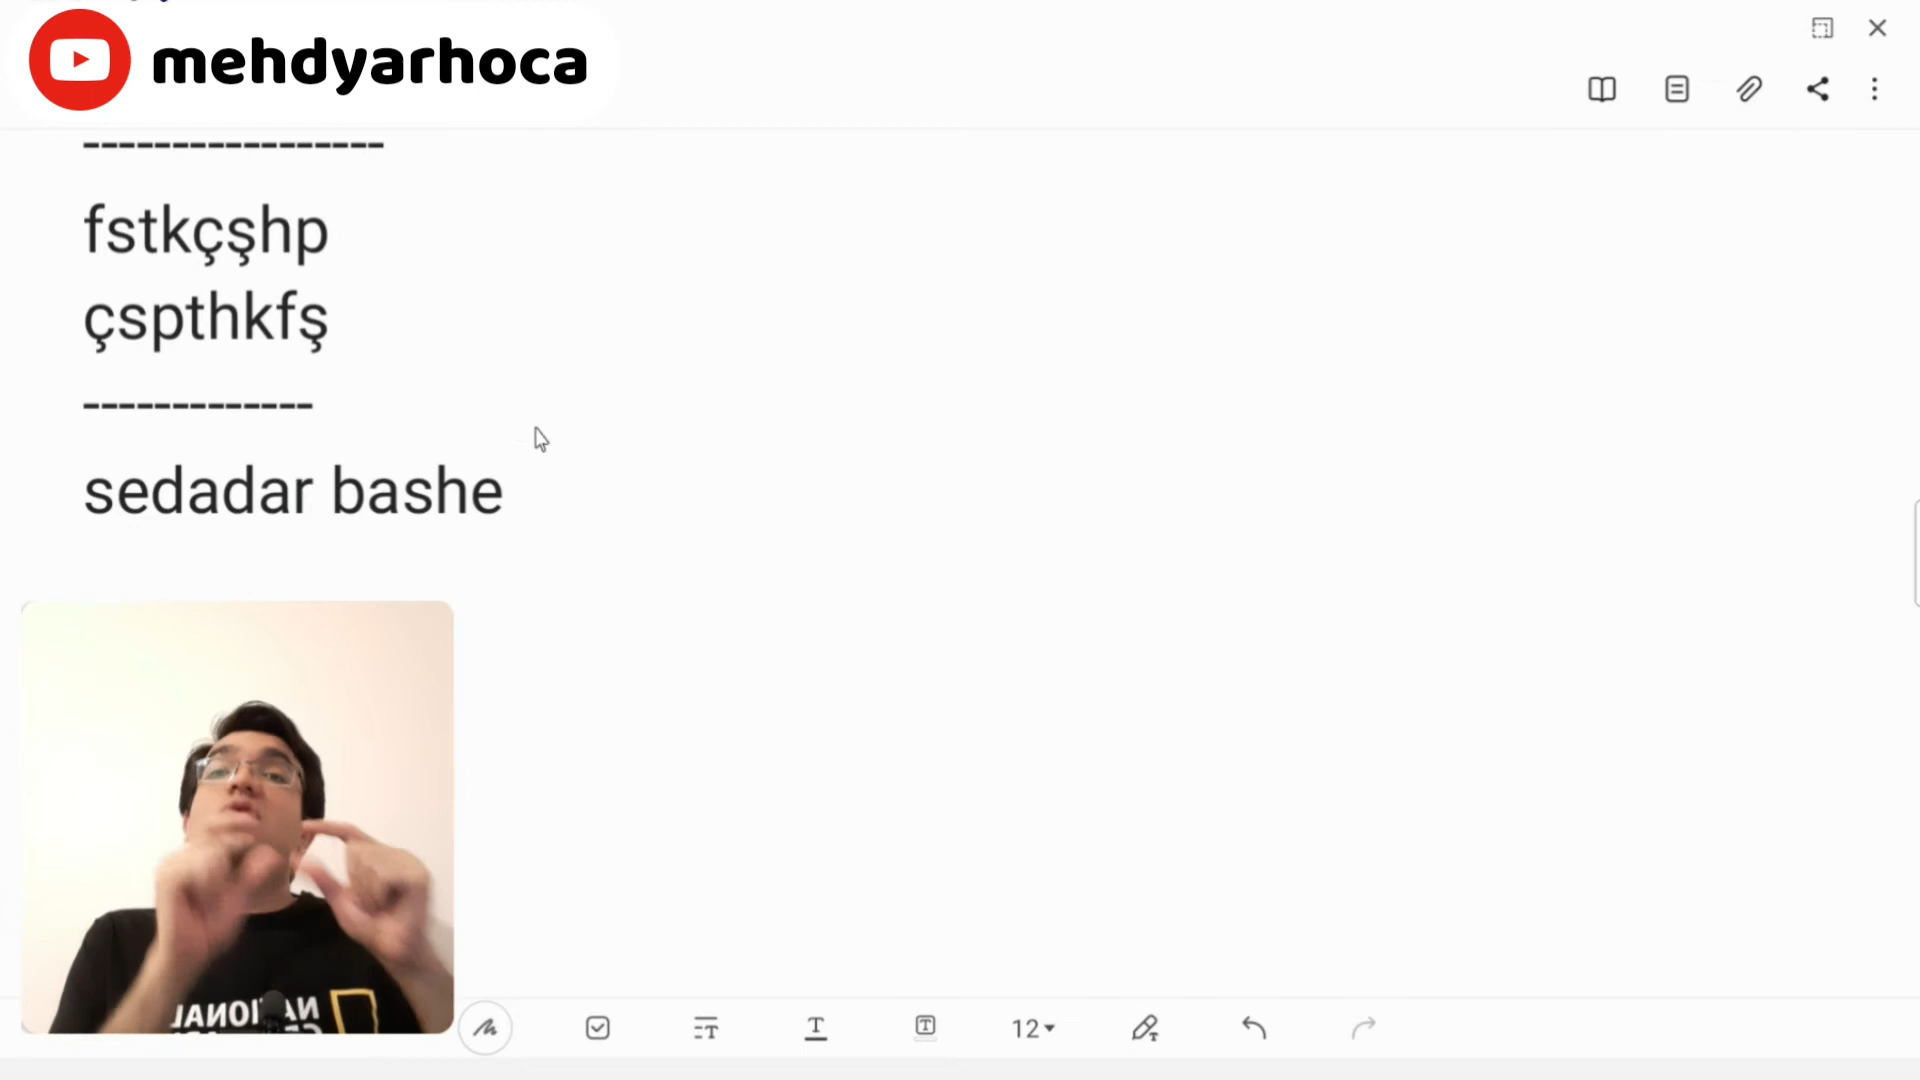 mehdyarhoca
-----------------
fstkçşhp
çspthkfş
-------------
sedadar bashe
12